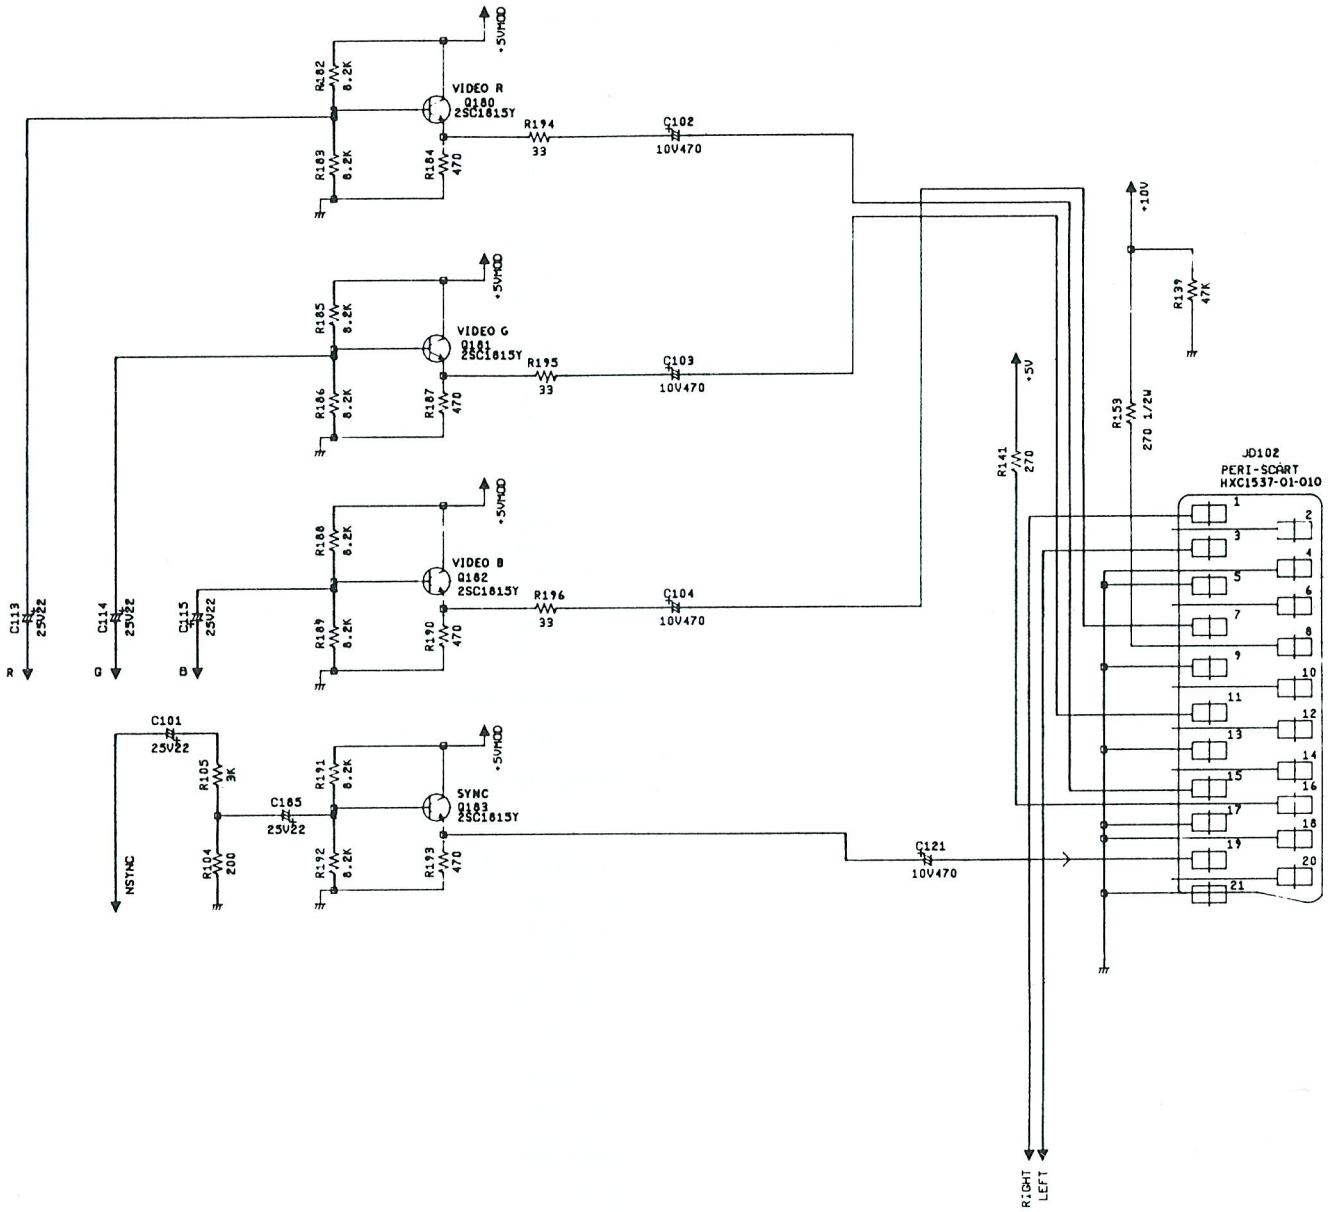 +5VMOD
R182
8.2K
VIDEO R
Q180
2SC1815Y
R183
8.2K
R184
470
R194
33
C102
10V470
+10V
R139
47K
+5VMOD
R185
8.2K
VIDEO G
Q181
2SC1815Y
R186
8.2K
R187
470
R195
33
C103
10V470
+5V
R141
270
R153
270 1/2W
JD102
PERI-SCART
HXC1537-01-010
1
2
3
4
5
6
7
8
9
10
11
12
13
14
15
16
17
18
19
20
21
+5VMOD
R188
8.2K
VIDEO B
Q182
2SC1815Y
R189
8.2K
R190
470
R196
33
C104
10V470
C113
25V22
C114
25V22
C115
25V22
R
G
B
C101
25V22
R105
3K
C185
25V22
R104
200
NSYNC
+5VMOD
R191
8.2K
SYNC
Q183
2SC1815Y
R192
8.2K
R193
470
C121
10V470
RIGHT
LEFT